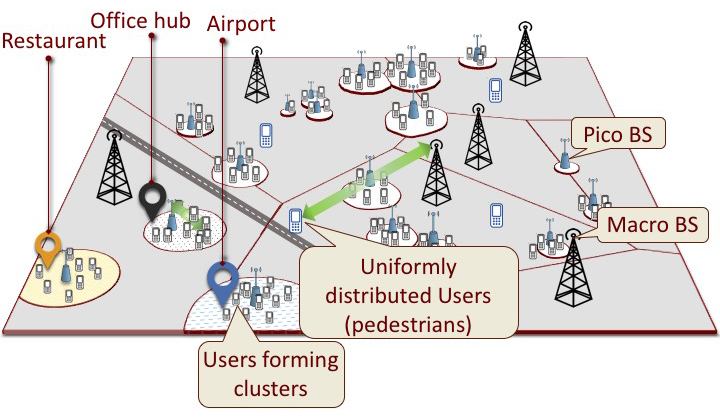 Office hub
Airport
Restaurant
Pico BS
Macro BS
Uniformly
distributed Users
(pedestrians)
Users forming
clusters